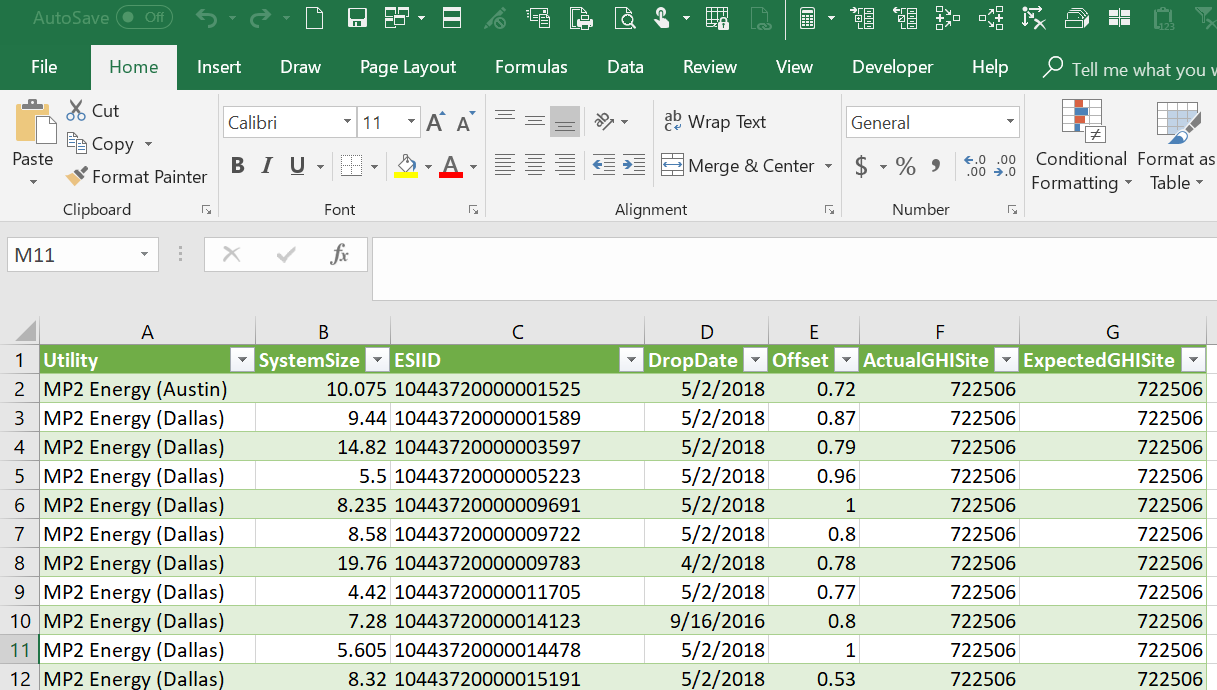 AutoSave Off
File Home Insert Draw Page Layout Formulas Data Review View Developer Help Tell me what you w
Paste
Cut
Copy
Format Painter
Clipboard
Calibri 11 A A
B I U A
Font
ab Wrap Text
Merge & Center
Alignment
General
$ % , .0 .00 .00 .0
Number
Conditional Formatting
Format as Table
M11 fx
A B C D E F G
1 Utility SystemSize ESIID DropDate Offset ActualGHISite ExpectedGHISite
2 MP2 Energy (Austin) 10.075 10443720000001525 5/2/2018 0.72 722506 722506
3 MP2 Energy (Dallas) 9.44 10443720000001589 5/2/2018 0.87 722506 722506
4 MP2 Energy (Dallas) 14.82 10443720000003597 5/2/2018 0.79 722506 722506
5 MP2 Energy (Dallas) 5.5 10443720000005223 5/2/2018 0.96 722506 722506
6 MP2 Energy (Dallas) 8.235 10443720000009691 5/2/2018 1 722506 722506
7 MP2 Energy (Dallas) 8.58 10443720000009722 5/2/2018 0.8 722506 722506
8 MP2 Energy (Dallas) 19.76 10443720000009783 4/2/2018 0.78 722506 722506
9 MP2 Energy (Dallas) 4.42 10443720000011705 5/2/2018 0.77 722506 722506
10 MP2 Energy (Dallas) 7.28 10443720000014123 9/16/2016 0.8 722506 722506
11 MP2 Energy (Dallas) 5.605 10443720000014478 5/2/2018 1 722506 722506
12 MP2 Energy (Dallas) 8.32 10443720000015191 5/2/2018 0.53 722506 722506